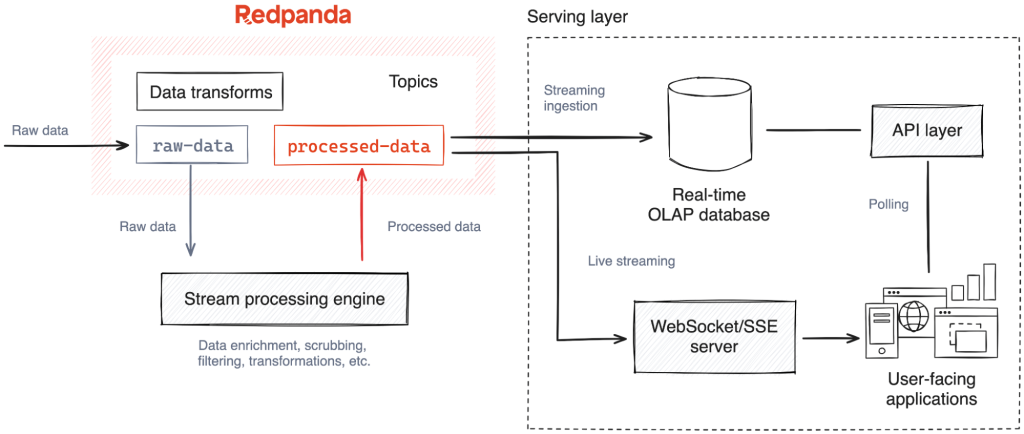 Redpanda
Serving layer
Data transforms
Topics
Raw data
raw-data
processed-data
Raw data
Processed data
Stream processing engine
Data enrichment, scrubbing,
filtering, transformations, etc.
Streaming
ingestion
Real-time
OLAP database
API layer
Polling
Live streaming
WebSocket/SSE
server
User-facing
applications